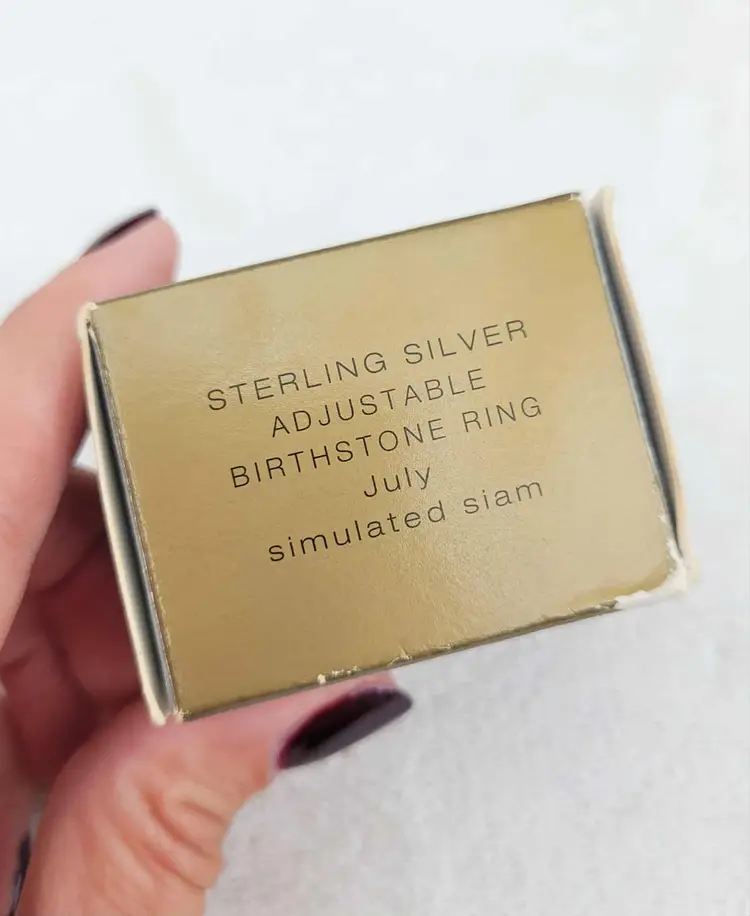 STERLING SILVER
ADJUSTABLE
BIRTHSTONE RING
July
simulated siam